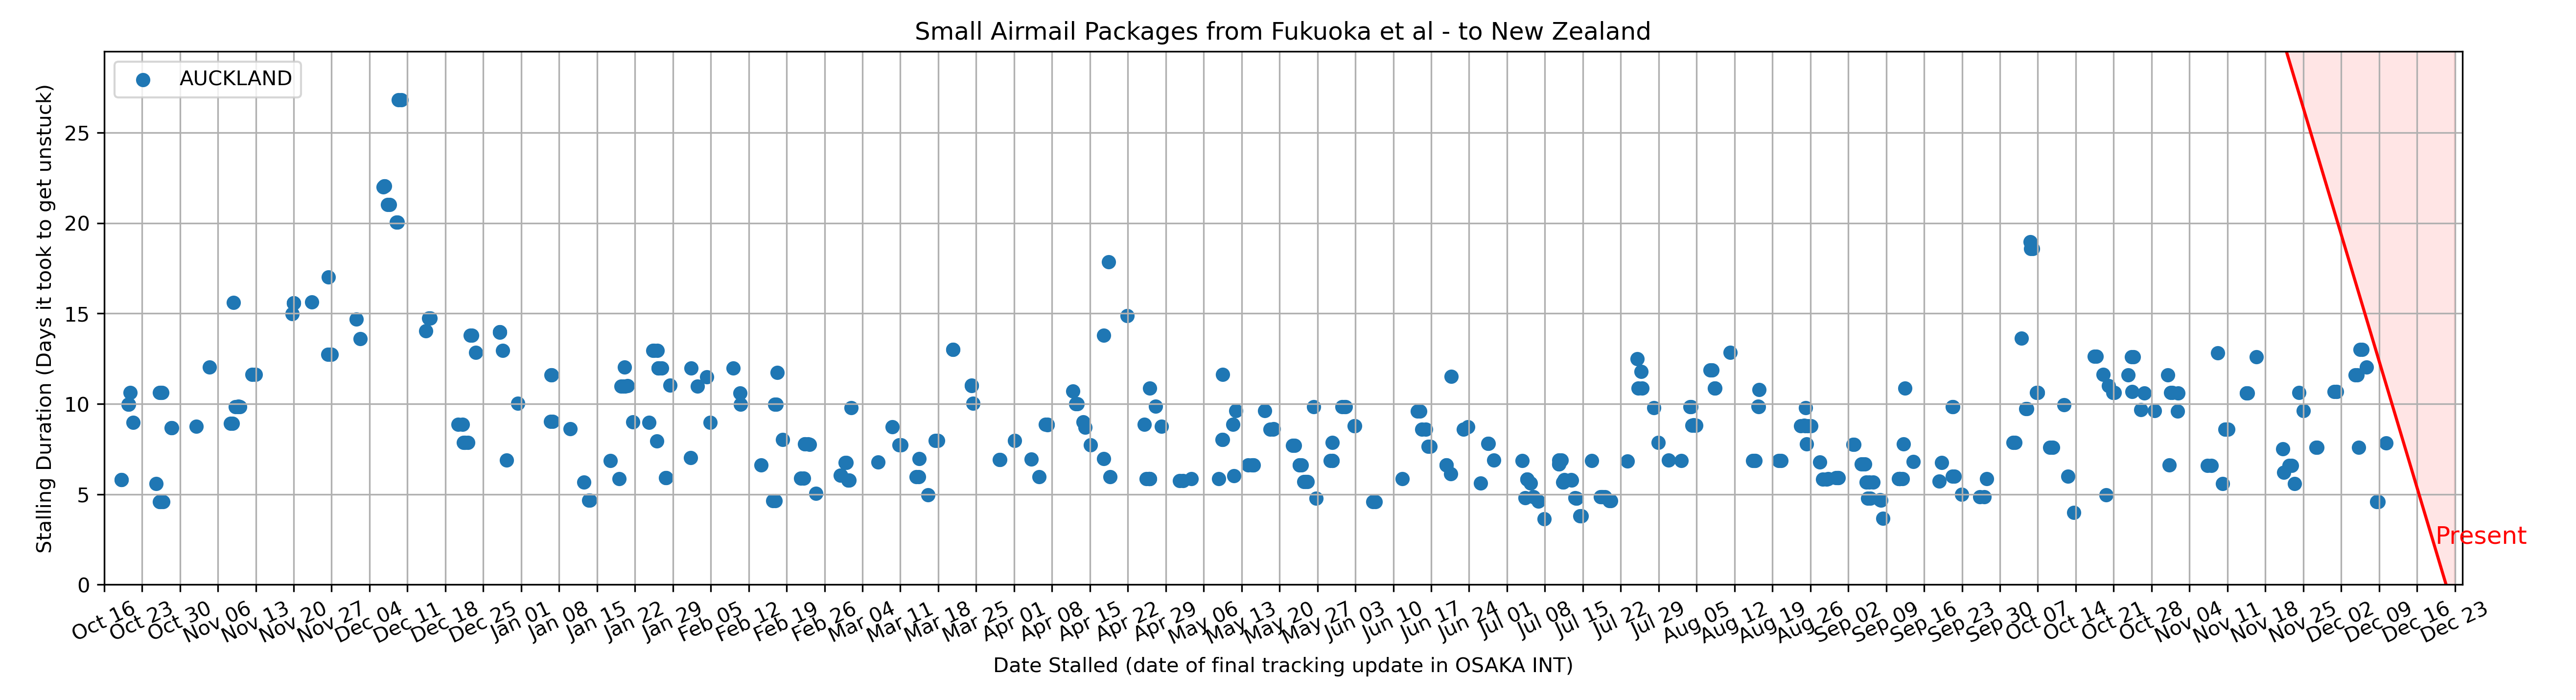 Small Airmail Packages from Fukuoka et al - to New Zealand
AUCKLAND
Stalling Duration (Days it took to get unstuck)
25
20
15
10
5
0
Present
Oct 16
Oct 23
Oct 30
Nov 06
Nov 13
Nov 20
Nov 27
Dec 04
Dec 11
Dec 18
Dec 25
Jan 01
Jan 08
Jan 15
Jan 22
Jan 29
Feb 05
Feb 12
Feb 19
Feb 26
Mar 04
Mar 11
Mar 18
Mar 25
Apr 01
Apr 08
Apr 15
Apr 22
Apr 29
May 06
May 13
May 20
May 27
Jun 03
Jun 10
Jun 17
Jun 24
Jul 01
Jul 08
Jul 15
Jul 22
Jul 29
Aug 05
Aug 12
Aug 19
Aug 26
Sep 02
Sep 09
Sep 16
Sep 23
Sep 30
Oct 07
Oct 14
Oct 21
Oct 28
Nov 04
Nov 11
Nov 18
Nov 25
Dec 02
Dec 09
Dec 16
Dec 23
Date Stalled (date of final tracking update in OSAKA INT)